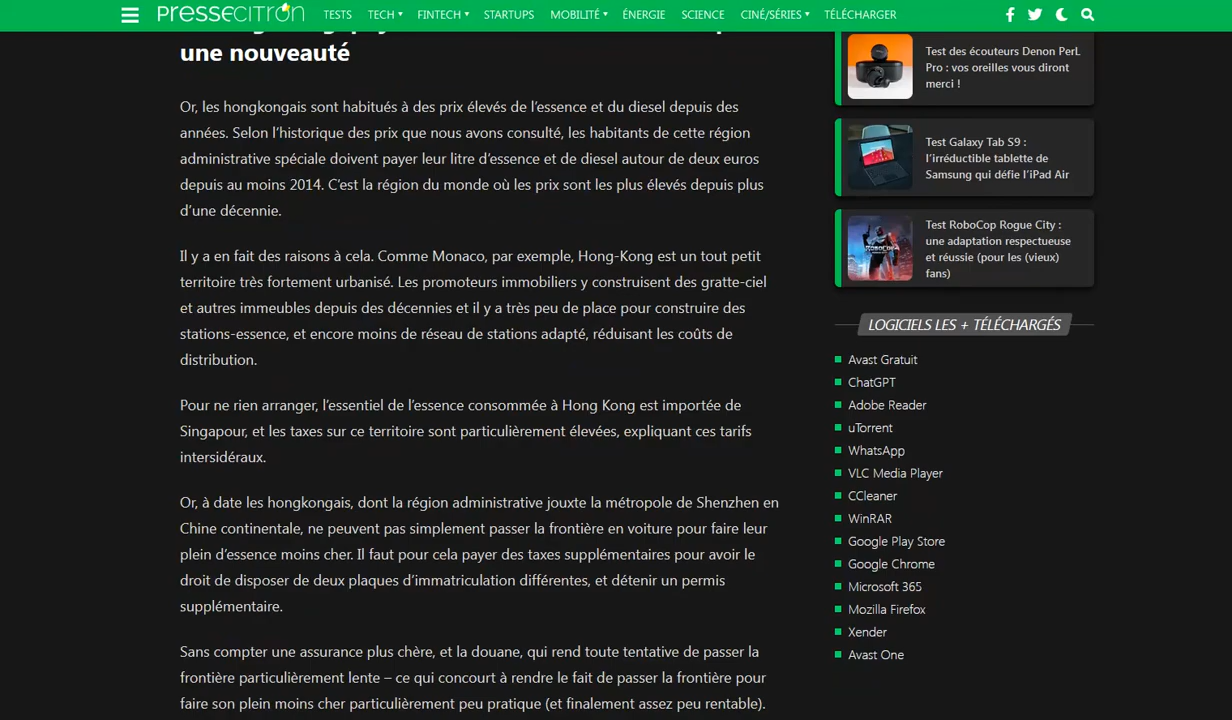 PRESSECITRON
TESTS
TECH
FINTECH
STARTUPS
MOBILITÉ
ÉNERGIE
SCIENCE
CINÉ/SÉRIES
TÉLÉCHARGER
une nouveauté
Or, les hongkongais sont habitués à des prix élevés de l'essence et du diesel depuis des
années. Selon l'historique des prix que nous avons consulté, les habitants de cette région
administrative spéciale doivent payer leur litre d'essence et de diesel autour de deux euros
depuis au moins 2014. C'est la région du monde où les prix sont les plus élevés depuis plus
d'une décennie.
Il y a en fait des raisons à cela. Comme Monaco, par exemple, Hong-Kong est un tout petit
territoire très fortement urbanisé. Les promoteurs immobiliers y construisent des gratte-ciel
et autres immeubles depuis des décennies et il y a très peu de place pour construire des
stations-essence, et encore moins de réseau de stations adapté, réduisant les coûts de
distribution.
Pour ne rien arranger, l'essentiel de l'essence consommée à Hong Kong est importée de
Singapour, et les taxes sur ce territoire sont particulièrement élevées, expliquant ces tarifs
intersidéraux.
Or, à date les hongkongais, dont la région administrative jouxte la métropole de Shenzhen en
Chine continentale, ne peuvent pas simplement passer la frontière en voiture pour faire leur
plein d'essence moins cher. Il faut pour cela payer des taxes supplémentaires pour avoir le
droit de disposer de deux plaques d'immatriculation différentes, et détenir un permis
supplémentaire.
Sans compter une assurance plus chère, et la douane, qui rend toute tentative de passer la
frontière particulièrement lente – ce qui concourt à rendre le fait de passer la frontière pour
faire son plein moins cher particulièrement peu pratique (et finalement assez peu rentable).
Test des écouteurs Denon PerL
Pro : vos oreilles vous diront
merci !
Test Galaxy Tab S9 :
l'irréductible tablette de
Samsung qui défie l'iPad Air
Test RoboCop Rogue City :
une adaptation respectueuse
et réussie (pour les (vieux)
fans)
LOGICIELS LES + TÉLÉCHARGÉS
Avast Gratuit
ChatGPT
Adobe Reader
uTorrent
WhatsApp
VLC Media Player
CCleaner
WinRAR
Google Play Store
Google Chrome
Microsoft 365
Mozilla Firefox
Xender
Avast One